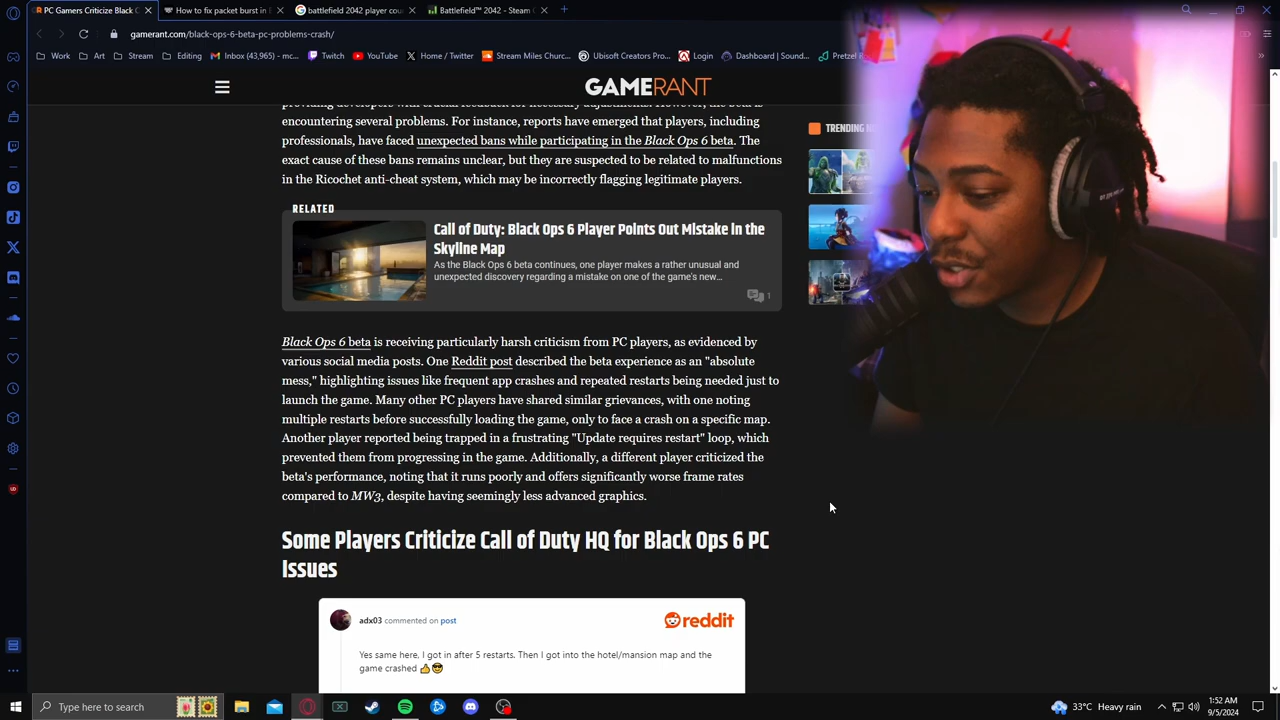 PC Gamers Criticize Black O
How to fix packet burst in
battlefield 2042 player cou
Battlefield™ 2042 - Steam
gamerant.com/black-ops-6-beta-pc-problems-crash/
Work
Art
Stream
Editing
Inbox (43,965) - mc...
Twitch
YouTube
Home / Twitter
Stream Miles Churc...
Ubisoft Creators Pro...
Login
Dashboard | Sound...
Pretzel
GAMERANT
providing developers with crucial feedback for necessary adjustments. However, the beta is
encountering several problems. For instance, reports have emerged that players, including
professionals, have faced unexpected bans while participating in the Black Ops 6 beta. The
exact cause of these bans remains unclear, but they are suspected to be related to malfunctions
in the Ricochet anti-cheat system, which may be incorrectly flagging legitimate players.
TRENDING
RELATED
Call of Duty: Black Ops 6 Player Points Out Mistake in the
Skyline Map
As the Black Ops 6 beta continues, one player makes a rather unusual and
unexpected discovery regarding a mistake on one of the game's new...
1
Black Ops 6 beta is receiving particularly harsh criticism from PC players, as evidenced by
various social media posts. One Reddit post described the beta experience as an "absolute
mess," highlighting issues like frequent app crashes and repeated restarts being needed just to
launch the game. Many other PC players have shared similar grievances, with one noting
multiple restarts before successfully loading the game, only to face a crash on a specific map.
Another player reported being trapped in a frustrating "Update requires restart" loop, which
prevented them from progressing in the game. Additionally, a different player criticized the
beta's performance, noting that it runs poorly and offers significantly worse frame rates
compared to MW3, despite having seemingly less advanced graphics.
Some Players Criticize Call of Duty HQ for Black Ops 6 PC
Issues
adx03 commented on post
reddit
Yes same here, I got in after 5 restarts. Then I got into the hotel/mansion map and the
game crashed 👍😎
Type here to search
33°C Heavy rain
1:52 AM
9/5/2024